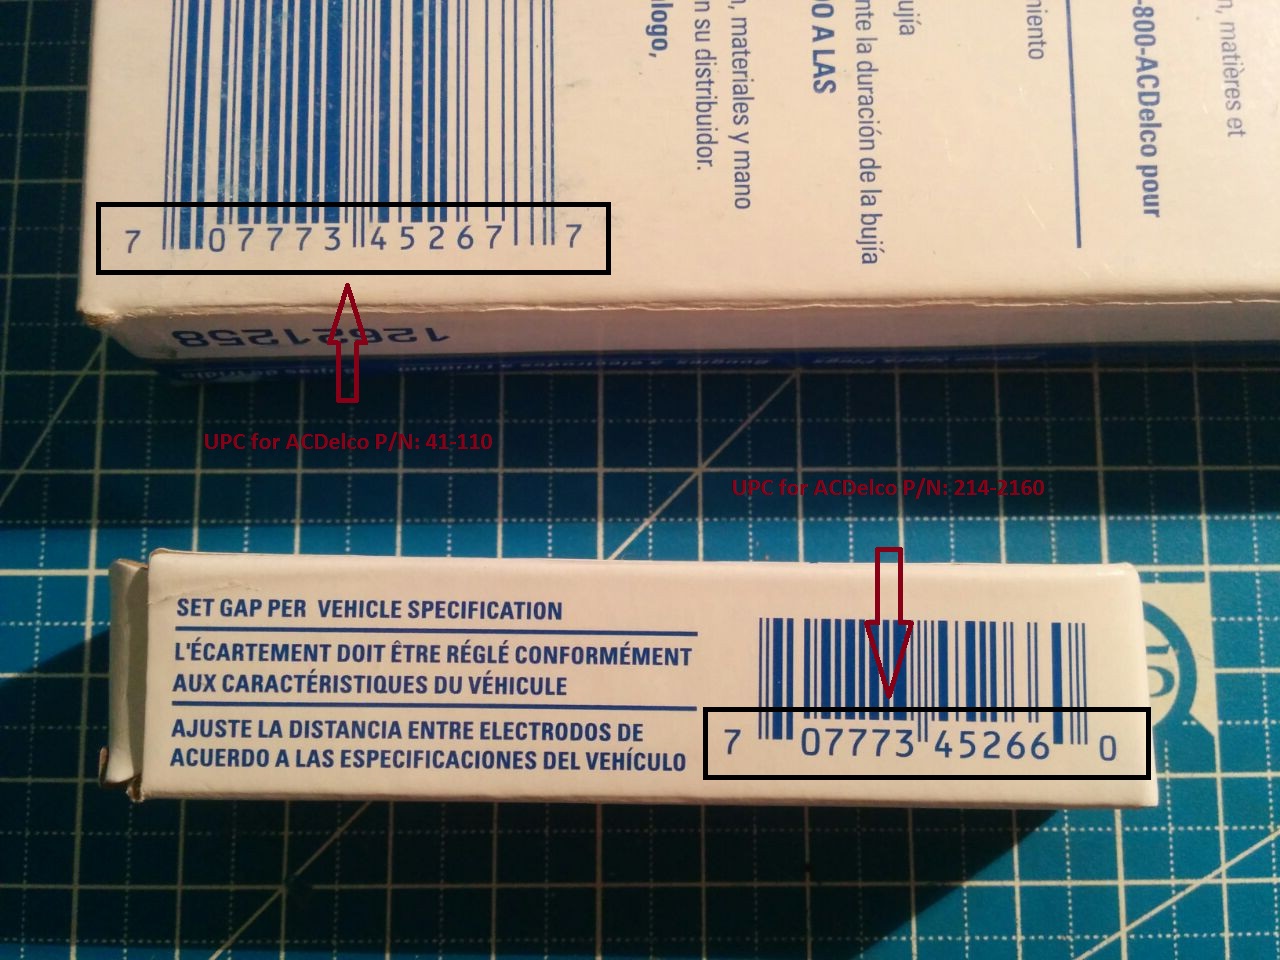 n, matières et
-800-ACDelco pour
miento
ujía
nte la duración de la bujía
DO A LAS
, materiales y mano
n su distribuidor.
logo,
7 07773 45267 7
12621258
UPC for ACDelco P/N: 41-110
UPC for ACDelco P/N: 214-2160
SET GAP PER VEHICLE SPECIFICATION
L'ÉCARTEMENT DOIT ÊTRE RÉGLÉ CONFORMÉMENT
AUX CARACTÉRISTIQUES DU VÉHICULE
AJUSTE LA DISTANCIA ENTRE ELECTRODOS DE
ACUERDO A LAS ESPECIFICACIONES DEL VEHÍCULO
7 07773 45266 0